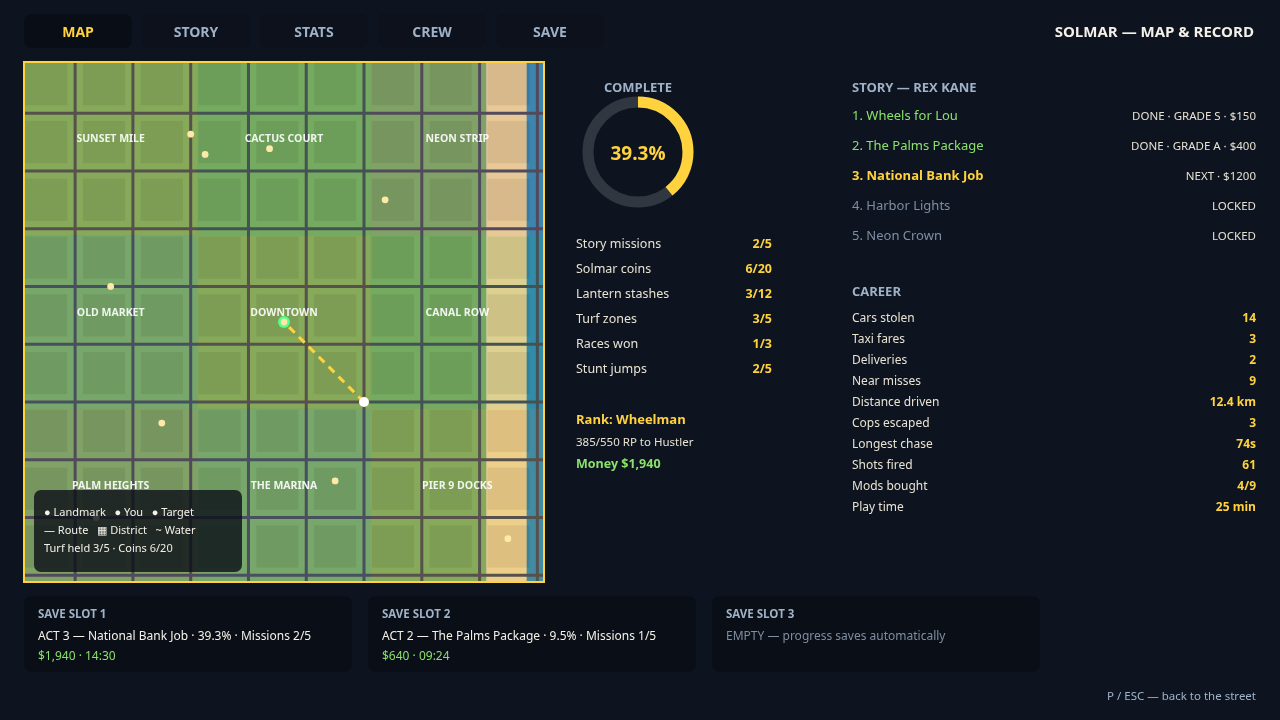 MAP STORY STATS CREW SAVE
SOLMAR — MAP & RECORD
SUNSET MILE CACTUS COURT NEON STRIP
OLD MARKET DOWNTOWN CANAL ROW
PALM HEIGHTS THE MARINA PIER 9 DOCKS
● Landmark ● You ● Target
— Route ▦ District ~ Water
Turf held 3/5 · Coins 6/20
COMPLETE
39.3%
Story missions 2/5
Solmar coins 6/20
Lantern stashes 3/12
Turf zones 3/5
Races won 1/3
Stunt jumps 2/5
Rank: Wheelman
385/550 RP to Hustler
Money $1,940
STORY — REX KANE
1. Wheels for Lou DONE · GRADE S · $150
2. The Palms Package DONE · GRADE A · $400
3. National Bank Job NEXT · $1200
4. Harbor Lights LOCKED
5. Neon Crown LOCKED
CAREER
Cars stolen 14
Taxi fares 3
Deliveries 2
Near misses 9
Distance driven 12.4 km
Cops escaped 3
Longest chase 74s
Shots fired 61
Mods bought 4/9
Play time 25 min
SAVE SLOT 1
ACT 3 — National Bank Job · 39.3% · Missions 2/5
$1,940 · 14:30
SAVE SLOT 2
ACT 2 — The Palms Package · 9.5% · Missions 1/5
$640 · 09:24
SAVE SLOT 3
EMPTY — progress saves automatically
P / ESC — back to the street